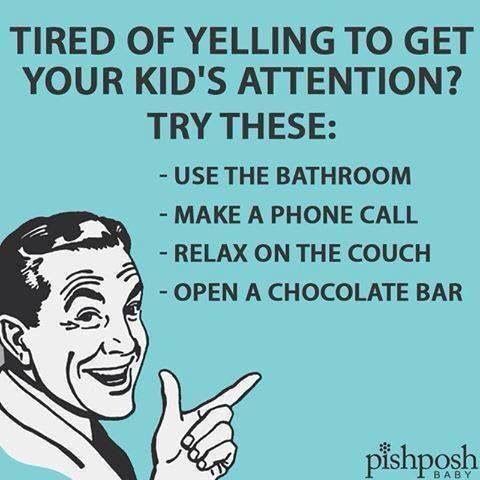 TIRED OF YELLING TO GET
YOUR KID'S ATTENTION?
TRY THESE:
- USE THE BATHROOM
- MAKE A PHONE CALL
- RELAX ON THE COUCH
- OPEN A CHOCOLATE BAR
pishposh
BABY